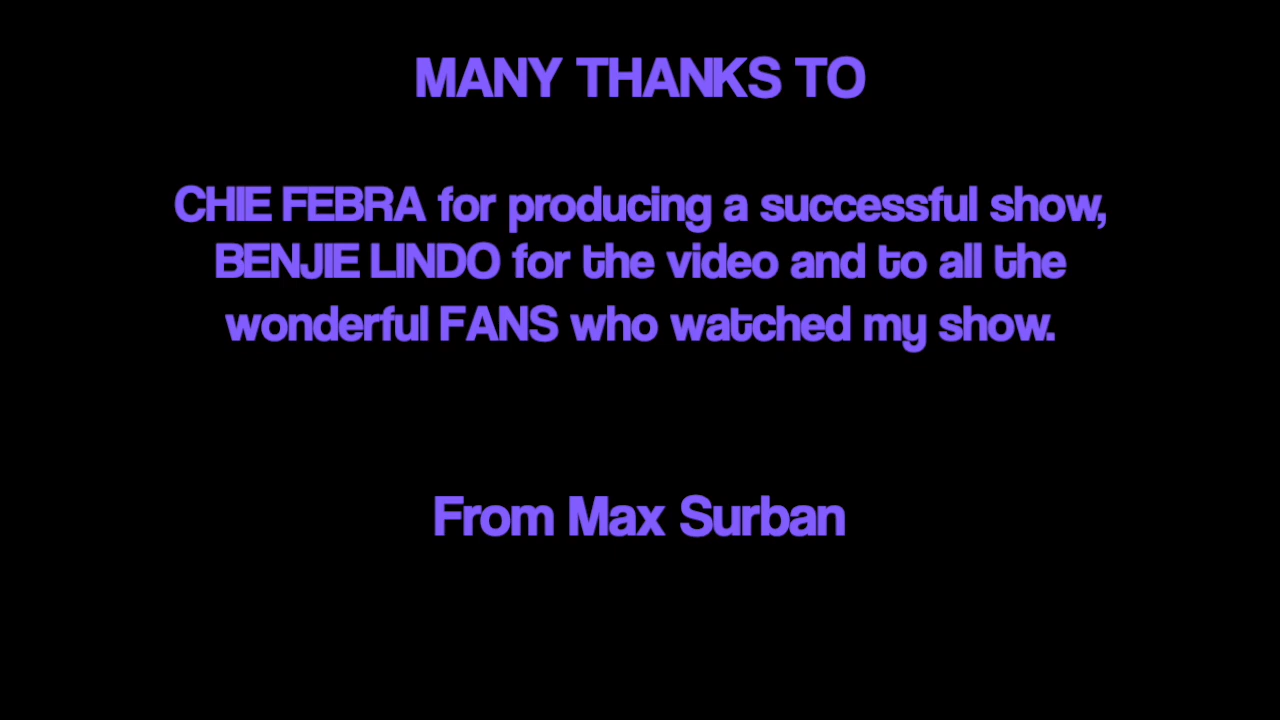 MANY THANKS TO
CHIE FEBRA for producing a successful show,
BENJIE LINDO for the video and to all the
wonderful FANS who watched my show.
From Max Surban